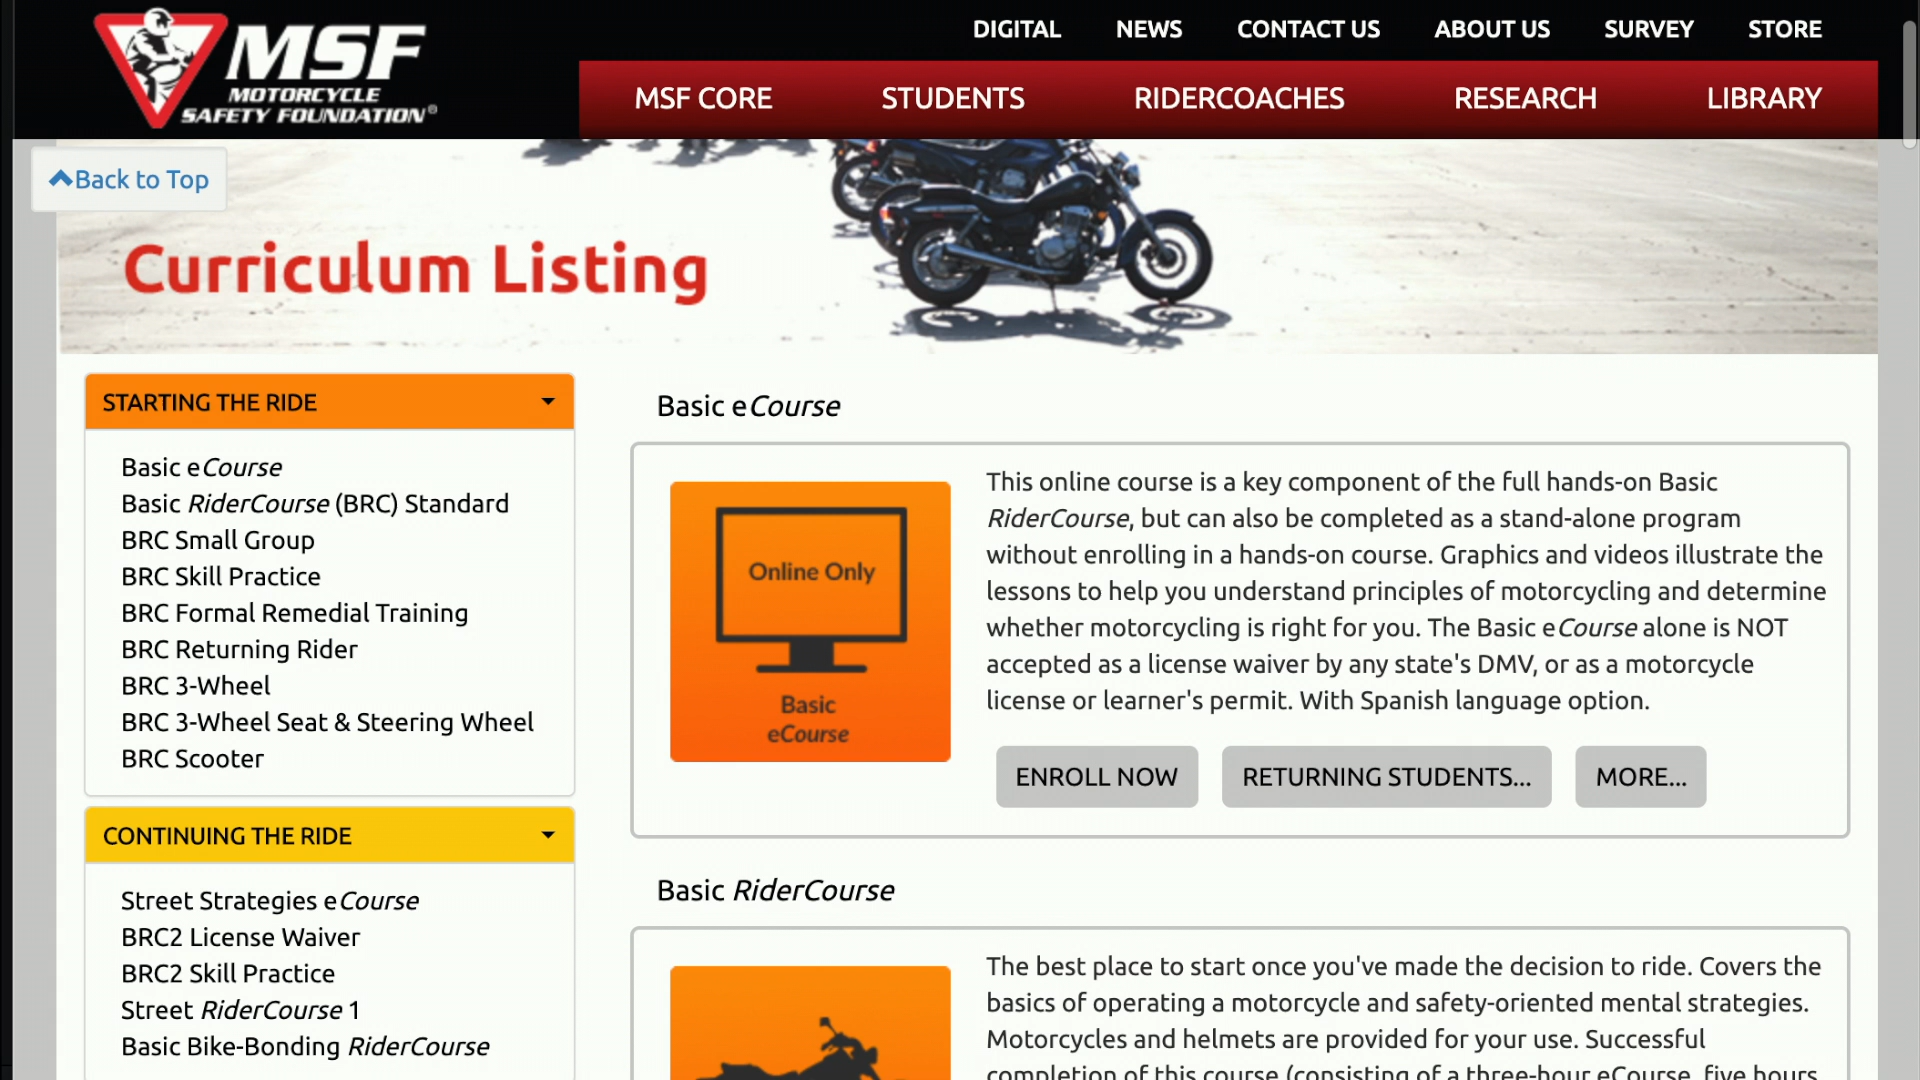 MSF
MOTORCYCLE
SAFETY FOUNDATION®
DIGITAL NEWS CONTACT US ABOUT US SURVEY STORE
MSF CORE STUDENTS RIDERCOACHES RESEARCH LIBRARY
Back to Top
Curriculum Listing
STARTING THE RIDE
Basic eCourse
Basic RiderCourse (BRC) Standard
BRC Small Group
BRC Skill Practice
BRC Formal Remedial Training
BRC Returning Rider
BRC 3-Wheel
BRC 3-Wheel Seat & Steering Wheel
BRC Scooter
CONTINUING THE RIDE
Street Strategies eCourse
BRC2 License Waiver
BRC2 Skill Practice
Street RiderCourse 1
Basic Bike-Bonding RiderCourse
Basic eCourse
Online Only
Basic
eCourse
This online course is a key component of the full hands-on Basic
RiderCourse, but can also be completed as a stand-alone program
without enrolling in a hands-on course. Graphics and videos illustrate the
lessons to help you understand principles of motorcycling and determine
whether motorcycling is right for you. The Basic eCourse alone is NOT
accepted as a license waiver by any state's DMV, or as a motorcycle
license or learner's permit. With Spanish language option.
ENROLL NOW RETURNING STUDENTS... MORE...
Basic RiderCourse
The best place to start once you've made the decision to ride. Covers the
basics of operating a motorcycle and safety-oriented mental strategies.
Motorcycles and helmets are provided for your use. Successful
completion of this course (consisting of a three-hour eCourse, five hours